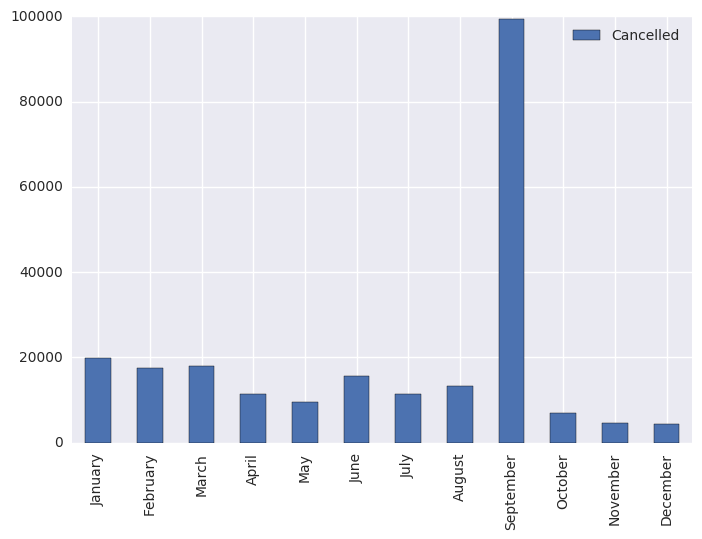 100000
80000
60000
40000
20000
0
Cancelled
January
February
March
April
May
June
July
August
September
October
November
December